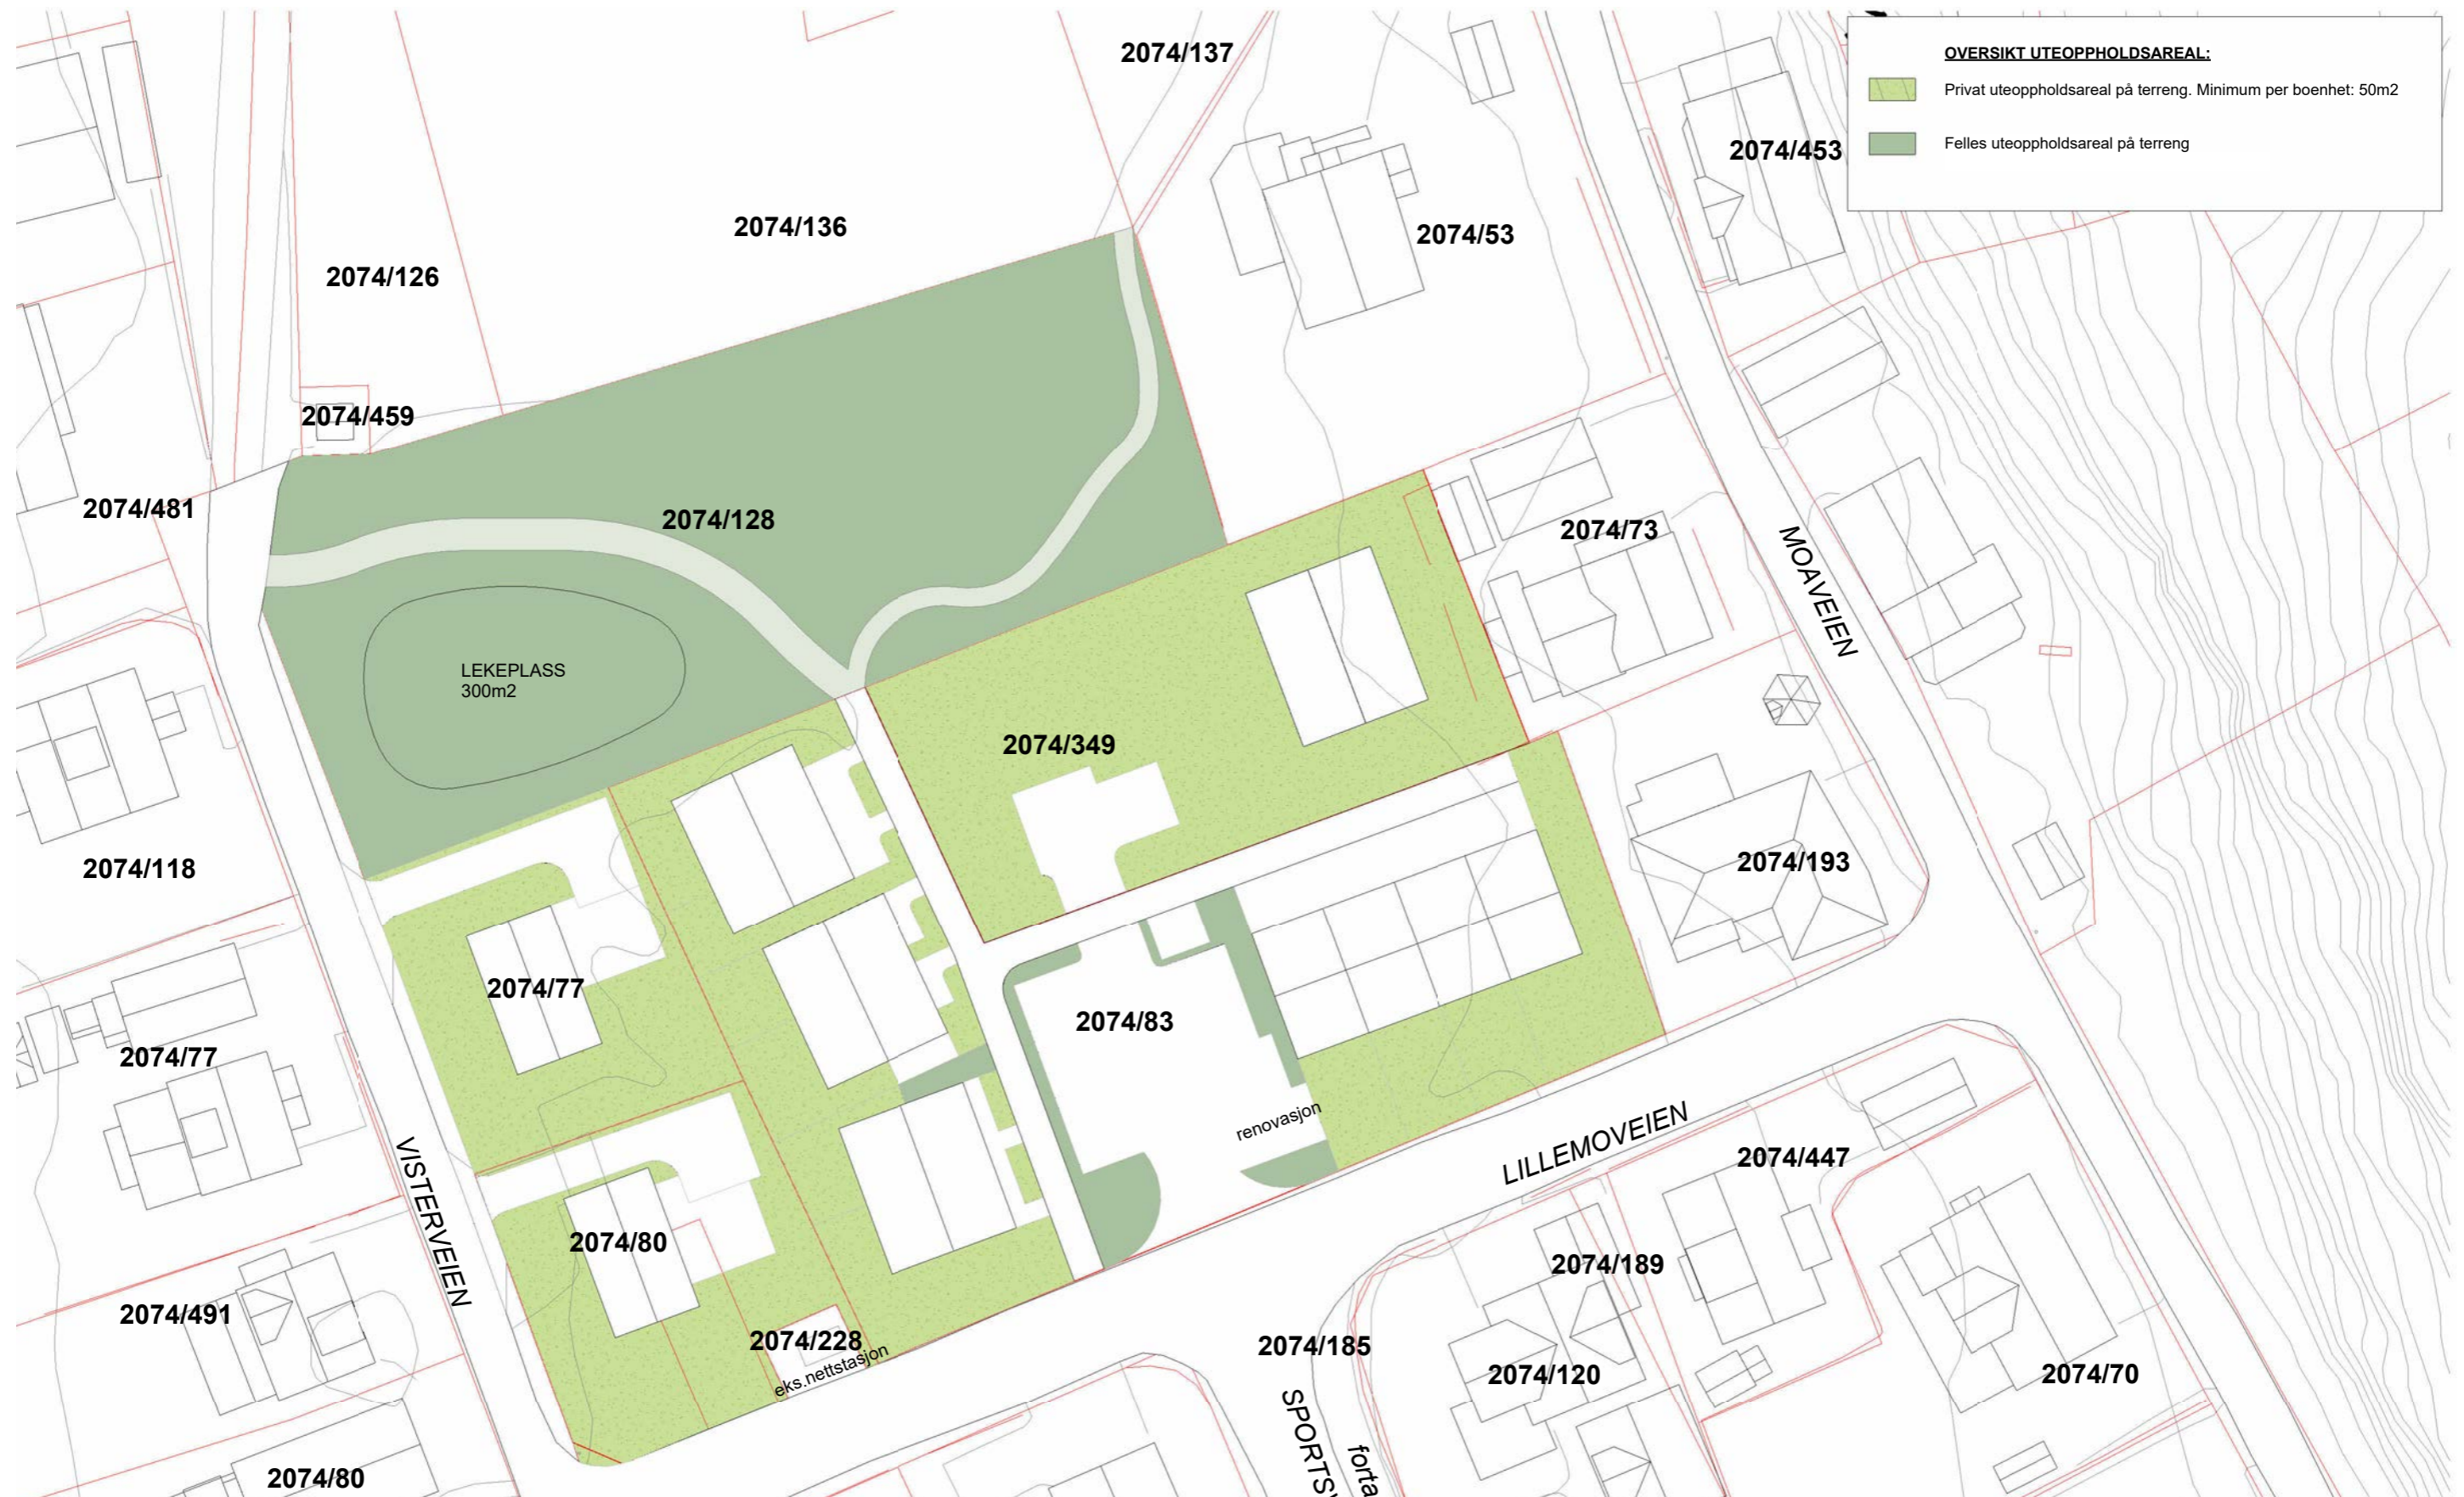 OVERSIKT UTEOPPHOLDSAREAL:
Privat uteoppholdsareal på terreng. Minimum per boenhet: 50m2
Felles uteoppholdsareal på terreng
2074/137
2074/453
2074/136
2074/53
2074/126
2074/459
2074/481
2074/128
2074/73
MOAVEIEN
LEKEPLASS
300m2
2074/349
2074/118
2074/193
2074/77
2074/83
2074/77
renovasjon
LILLEMOVEIEN
2074/447
VISTERVEIEN
2074/80
2074/189
2074/491
2074/228
eks.nettstasjon
2074/185
2074/120
2074/70
SPORTSV
forta
2074/80